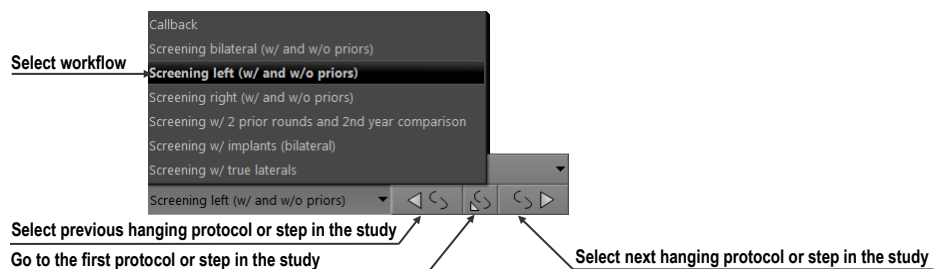 Callback
Screening bilateral (w/ and w/o priors)
Select workflow
Screening left (w/ and w/o priors)
Screening right (w/ and w/o priors)
Screening w/ 2 prior rounds and 2nd year comparison
Screening w/ implants (bilateral)
Screening w/ true laterals
Screening left (w/ and w/o priors)
Select previous hanging protocol or step in the study
Go to the first protocol or step in the study
Select next hanging protocol or step in the study